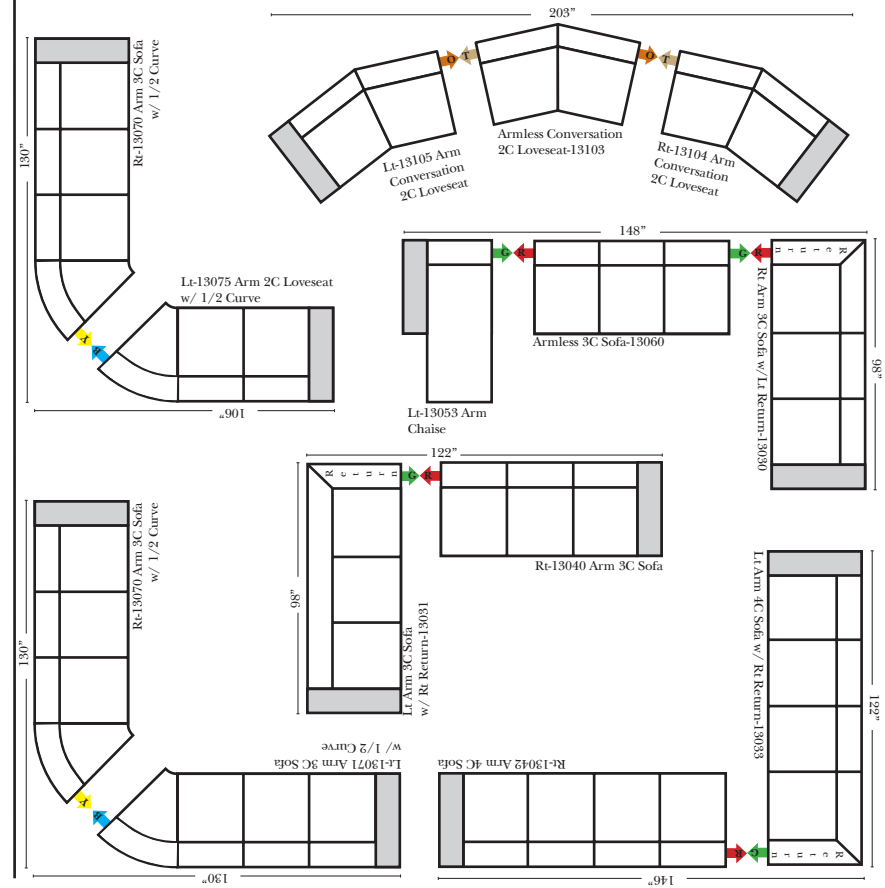 203”
130”
Rt-13070 Arm 3C Sofa
w/ 1/2 Curve
O T
O T
Lt-13105 Arm
Conversation
2C Loveseat
Armless Conversation
2C Loveseat-13103
Rt-13104 Arm
Conversation
2C Loveseat
Lt-13075 Arm 2C Loveseat
w/ 1/2 Curve
Y
B
106”
148”
G R
G R
Return
Armless 3C Sofa-13060
Lt-13053 Arm
Chaise
Rt Arm 3C Sofa w/Lt Return-13030
98”
122”
Return
G R
98”
Lt Arm 3C Sofa
w/ Rt Return-13031
Rt-13040 Arm 3C Sofa
130”
Rt-13070 Arm 3C Sofa
w/ 1/2 Curve
Y
B
Lt-13071 Arm 3C Sofa
w/ 1/2 Curve
130”
Rt-13042 Arm 4C Sofa
Lt Arm 4C Sofa w/ Rt Return-13033
122”
R G
Return
146”